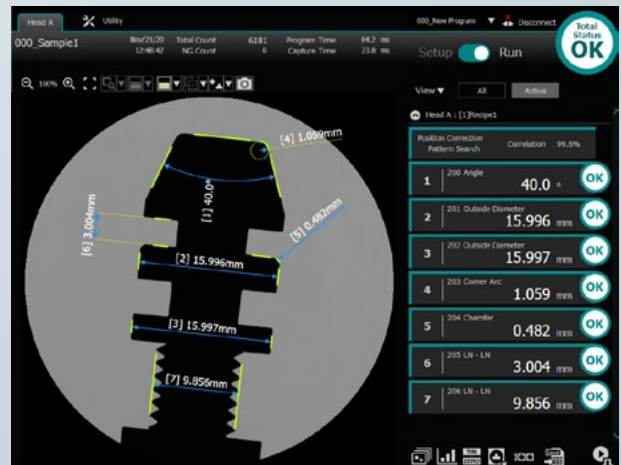 Head A Utility 000_New Program ▼ Disconnect
Total Status OK
000_Sample1 Nov/21/20 12:48:42 Total Count 6181 NG Count 0 Program Time 64.2 ms Capture Time 23.8 ms
Setup Run
100%
View ▼ All Active
Head A : [1]Recipe1
Position Correction Pattern Search Correlation 99.8%
1 200 Angle 40.0 ° OK
2 201 Outside Diameter 15.996 mm OK
3 202 Outside Diameter 15.997 mm OK
4 203 Corner Arc 1.059 mm OK
5 204 Chamfer 0.482 mm OK
6 205 LN - LN 3.004 mm OK
7 206 LN - LN 9.856 mm OK
[4] 1.059mm
[1] 40.0°
[5] 0.482mm
[6] 3.004mm
[2] 15.996mm
[3] 15.997mm
[7] 9.856mm